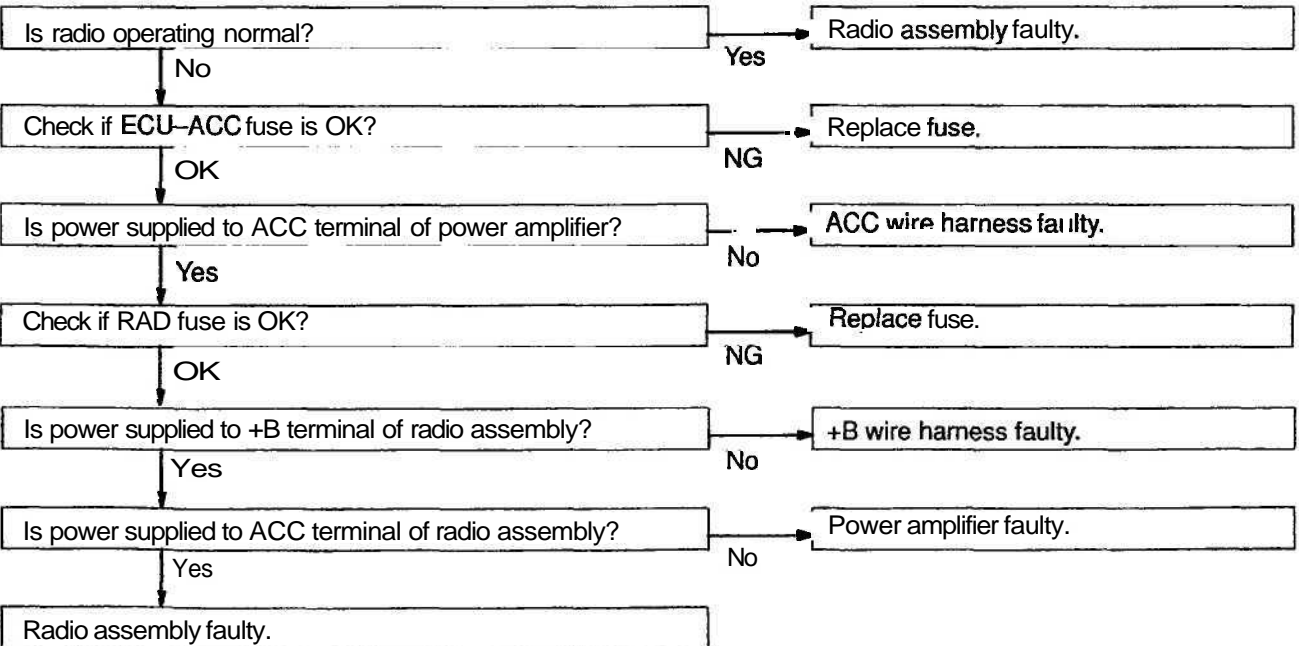 Is radio operating normal?
Yes
Radio assembly faulty.
No
Check if ECU–ACC fuse is OK?
NG
Replace fuse.
OK
Is power supplied to ACC terminal of power amplifier?
No
ACC wire harness faulty.
Yes
Check if RAD fuse is OK?
NG
Replace fuse.
OK
Is power supplied to +B terminal of radio assembly?
No
+B wire harness faulty.
Yes
Is power supplied to ACC terminal of radio assembly?
No
Power amplifier faulty.
Yes
Radio assembly faulty.